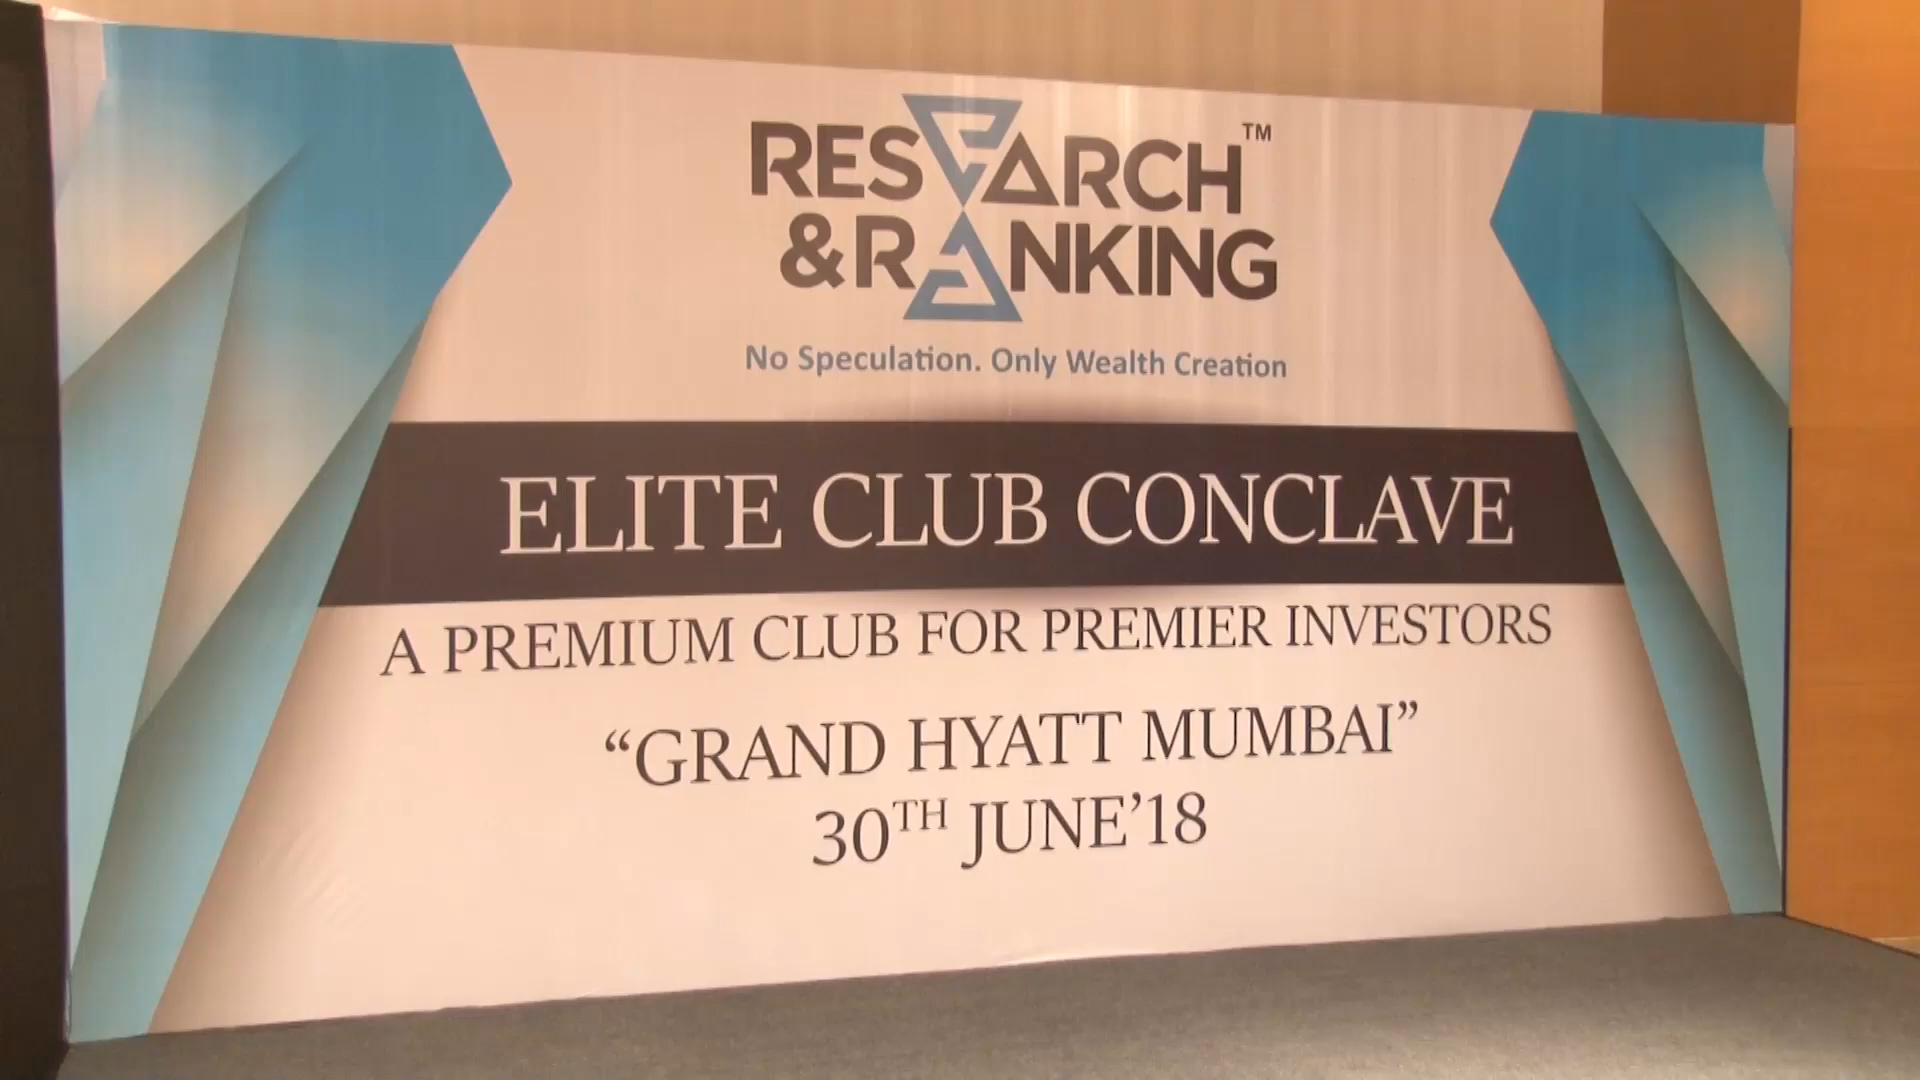 RESEARCH™
&RANKING
No Speculation. Only Wealth Creation
ELITE CLUB CONCLAVE
A PREMIUM CLUB FOR PREMIER INVESTORS
“GRAND HYATT MUMBAI”
30TH JUNE’18